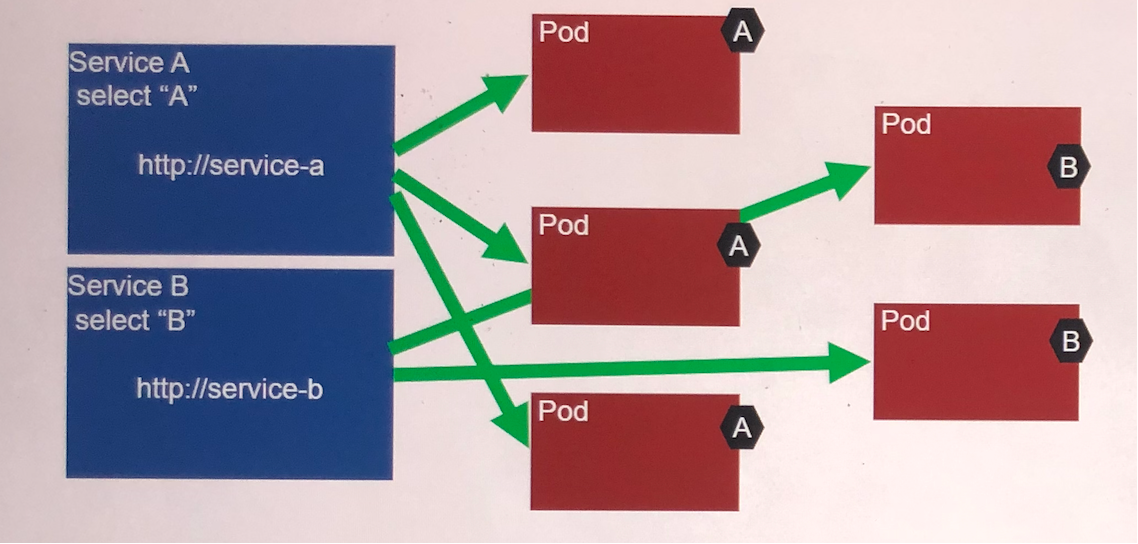 Service A
select “A”
http://service-a
Service B
select “B”
http://service-b
Pod
A
Pod
A
Pod
A
Pod
B
Pod
B